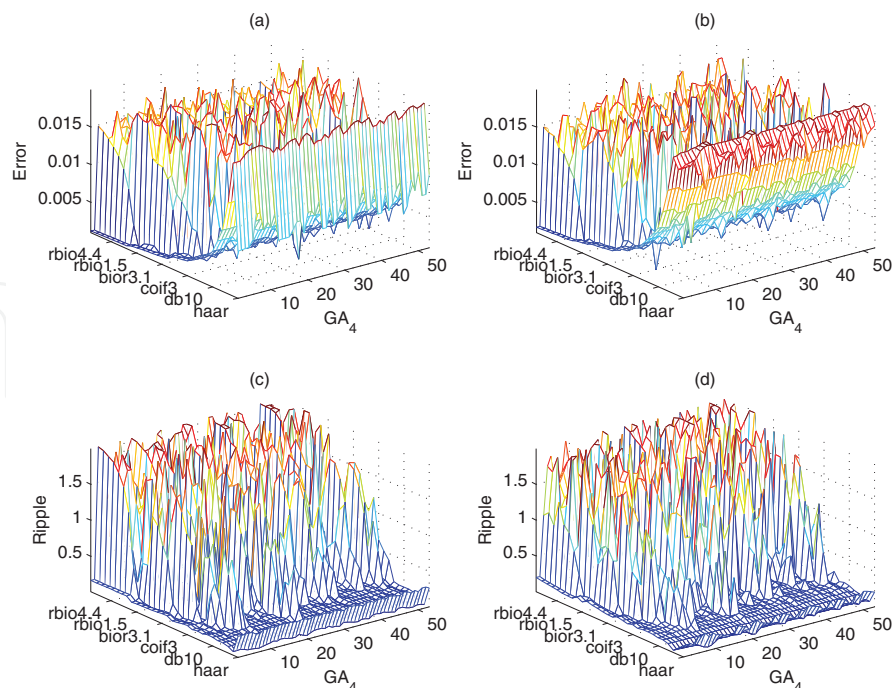 (a)
(b)
Error
0.015
0.01
0.005
rbio4.4
rbio1.5
bior3.1
coif3
db10
haar
10
20
30
40
50
GA4
Error
0.015
0.01
0.005
rbio4.4
rbio1.5
bior3.1
coif3
db10
haar
10
20
30
40
50
GA4
(c)
(d)
Ripple
1.5
1
0.5
rbio4.4
rbio1.5
bior3.1
coif3
db10
haar
10
20
30
40
50
GA4
Ripple
1.5
1
0.5
rbio4.4
rbio1.5
bior3.1
coif3
db10
haar
10
20
30
40
50
GA4